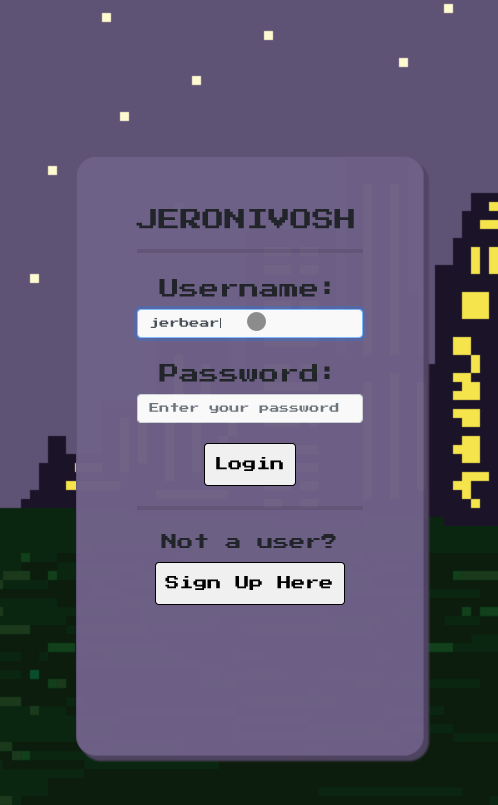 JERONIVOSH
Username:
jerbear
Password:
Enter your password
Login
Not a user?
Sign Up Here